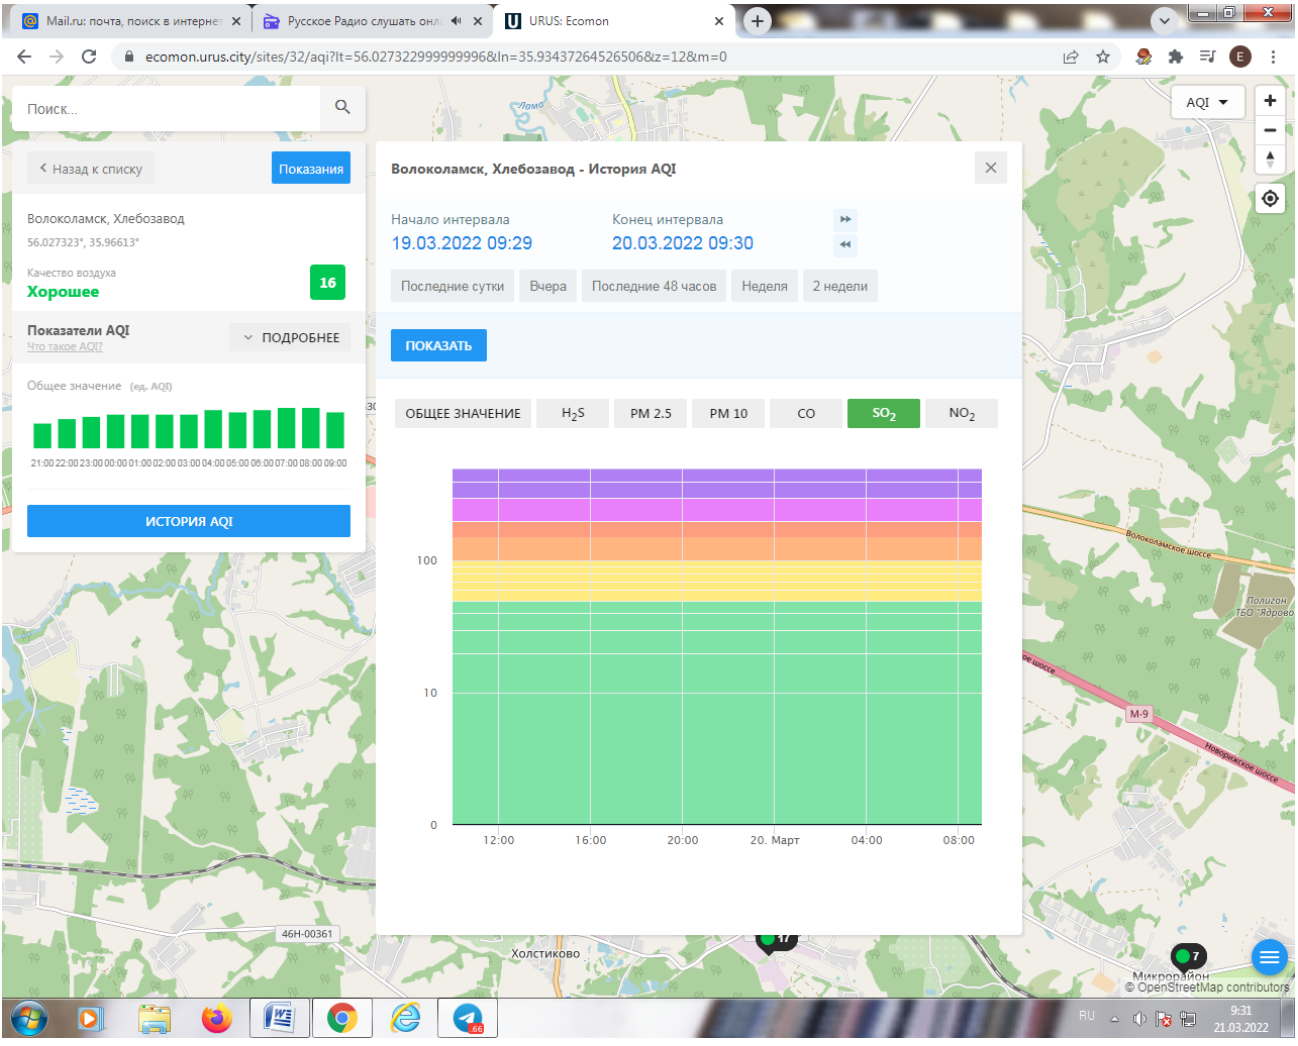 Mail.ru: почта, поиск в интернет
Русское Радио слушать онл
URUS: Ecomon
ecomon.urus.city/sites/32/aqi?lt=56.027322999999996&ln=35.93437264526506&z=12&m=0
E
Поиск...
AQI
Лама
Назад к списку
Показания
Волоколамск, Хлебозавод
56.027323°, 35.96613°
Качество воздуха
Хорошее
16
Показатели AQI
Что такое AQI?
ПОДРОБНЕЕ
Общее значение (ед. AQI)
21:00 22:00 23:00 00:00 01:00 02:00 03:00 04:00 05:00 06:00 07:00 08:00 09:00
ИСТОРИЯ AQI
Волоколамск, Хлебозавод - История AQI
Начало интервала
Конец интервала
19.03.2022 09:29
20.03.2022 09:30
Последние сутки
Вчера
Последние 48 часов
Неделя
2 недели
ПОКАЗАТЬ
ОБЩЕЕ ЗНАЧЕНИЕ
H2S
PM 2.5
PM 10
CO
SO2
NO2
100
10
0
12:00 16:00 20:00 20. Март 04:00 08:00
Волоколамское шоссе
Полигон
ТБО "Ядрово
ое шоссе
М-9
Новорижское шоссе
46Н-00361
Холстиково
17
7
Микрорайон
© OpenStreetMap contributors
66
RU
9:31
21.03.2022